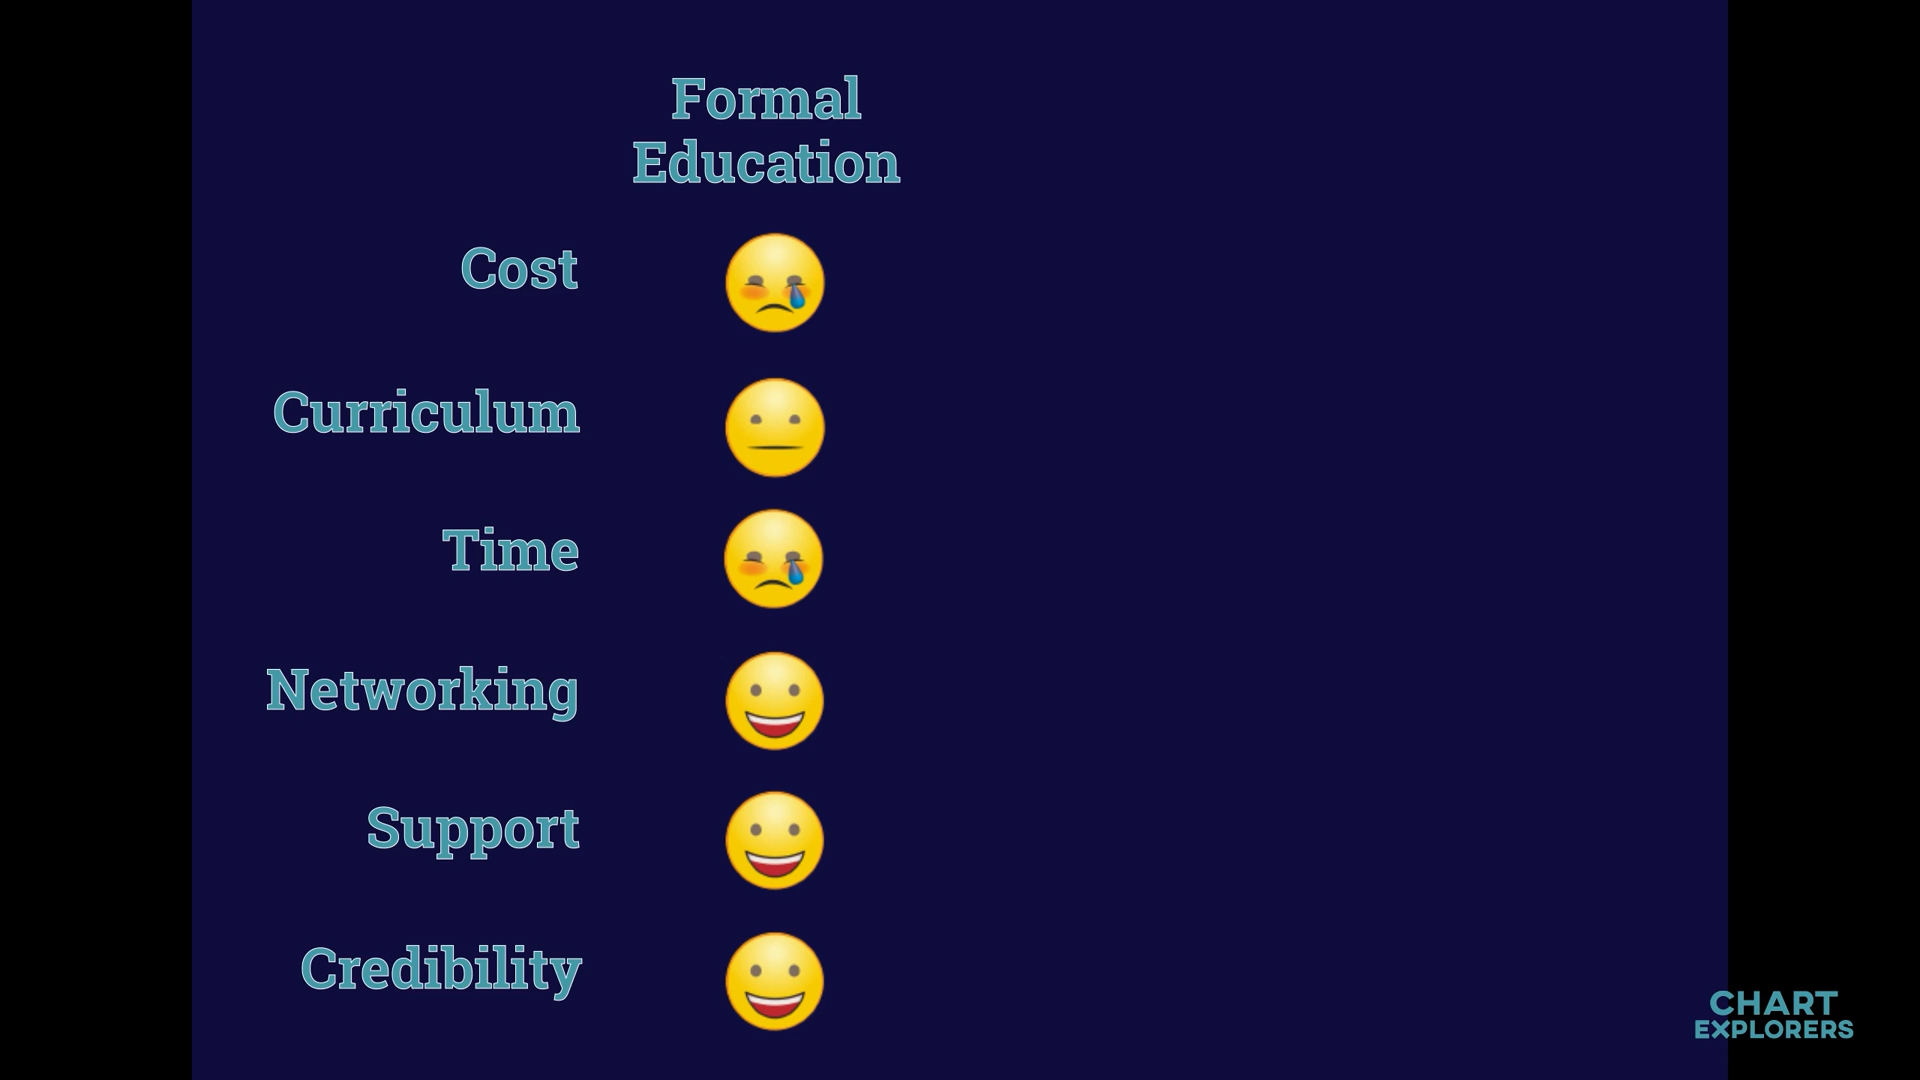 Formal
Education
Cost
Curriculum
Time
Networking
Support
Credibility
CHART
EXPLORERS